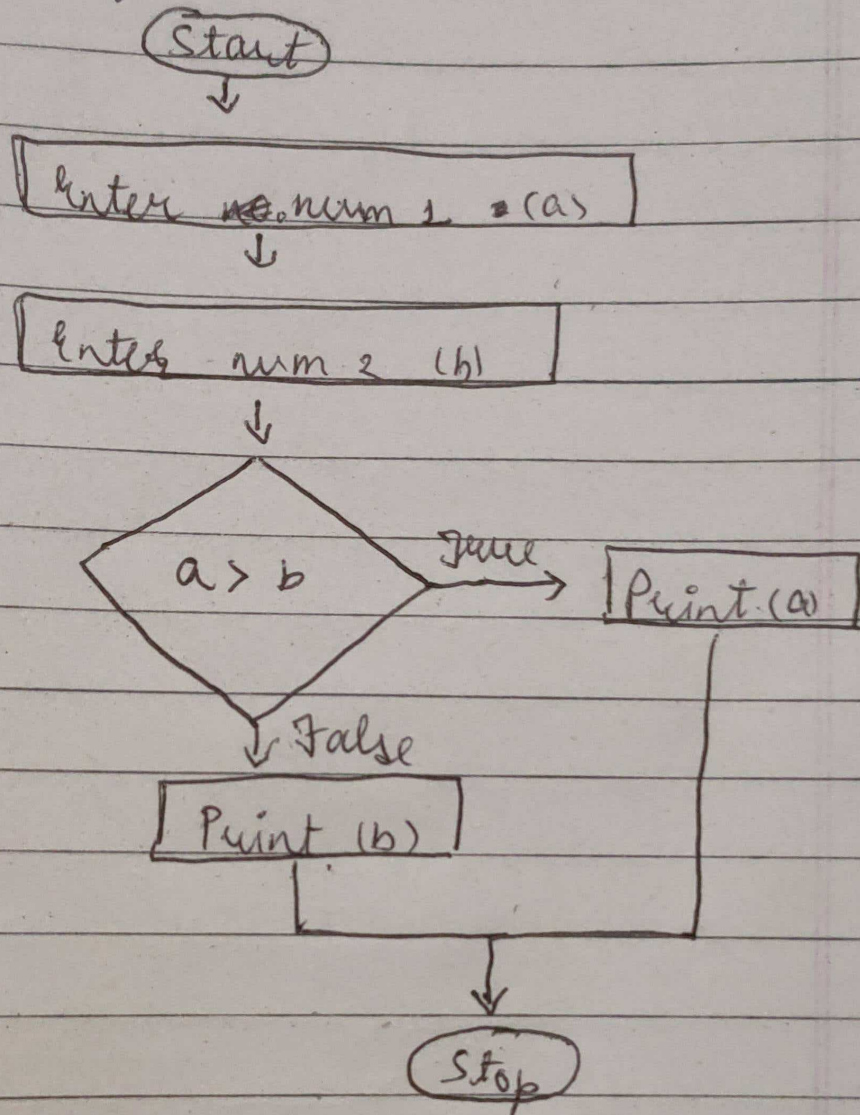 Start
Enter num 1 (a)
Enter num 2 (b)
a > b
True
Print (a)
False
Print (b)
Stop